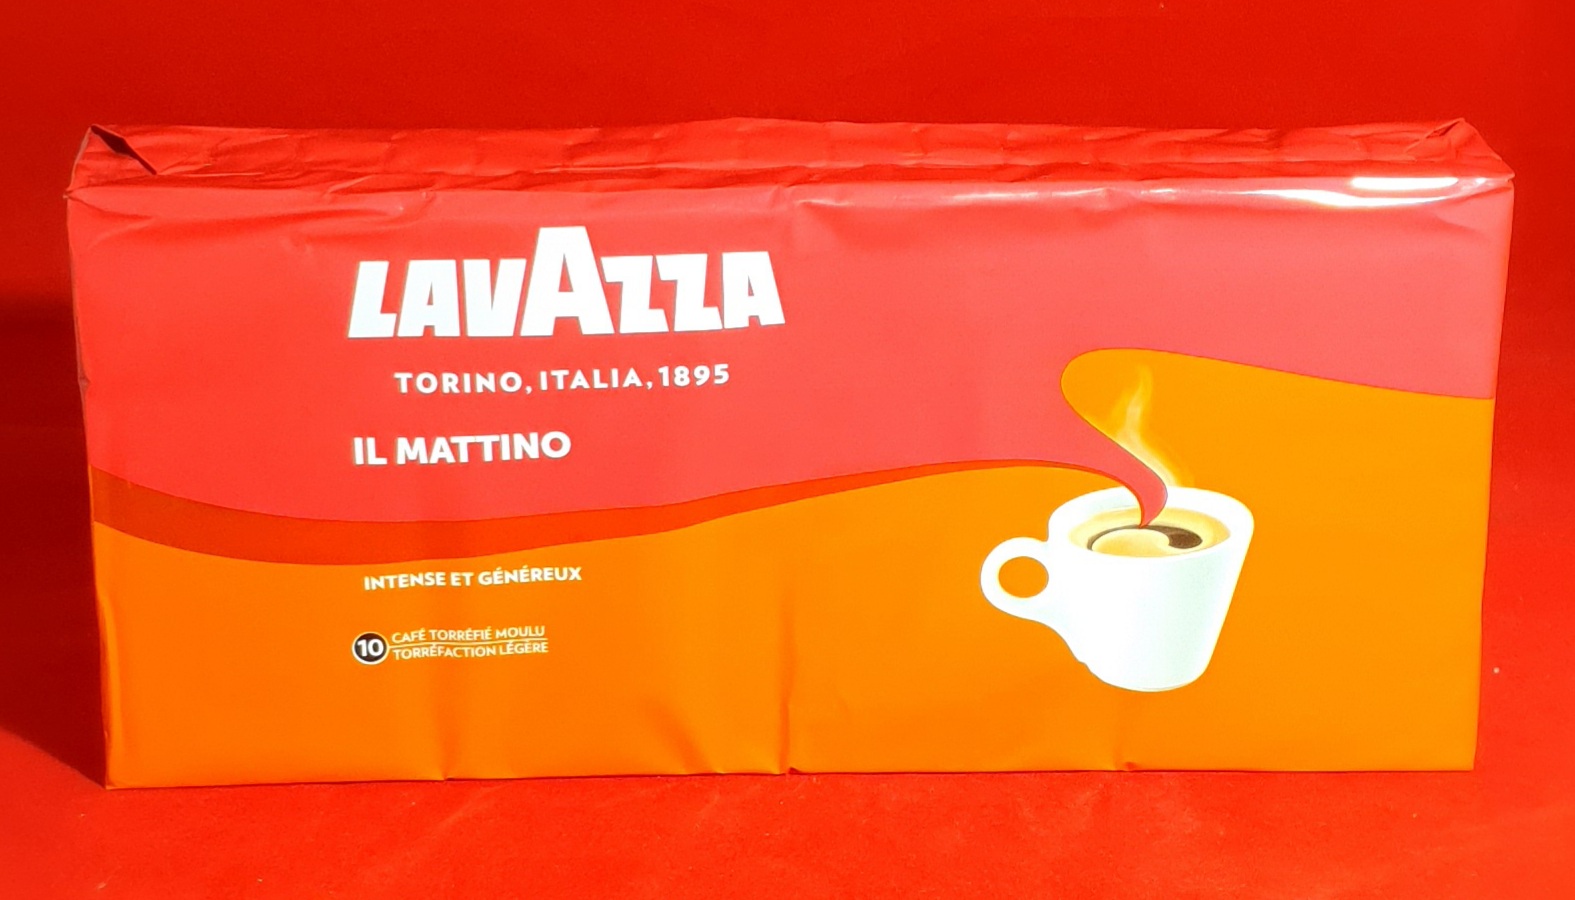 LAVAZZA
TORINO, ITALIA, 1895
IL MATTINO
INTENSE ET GÉNÉREUX
10
CAFÉ TORRÉFIÉ MOULU
TORRÉFACTION LÉGÈRE